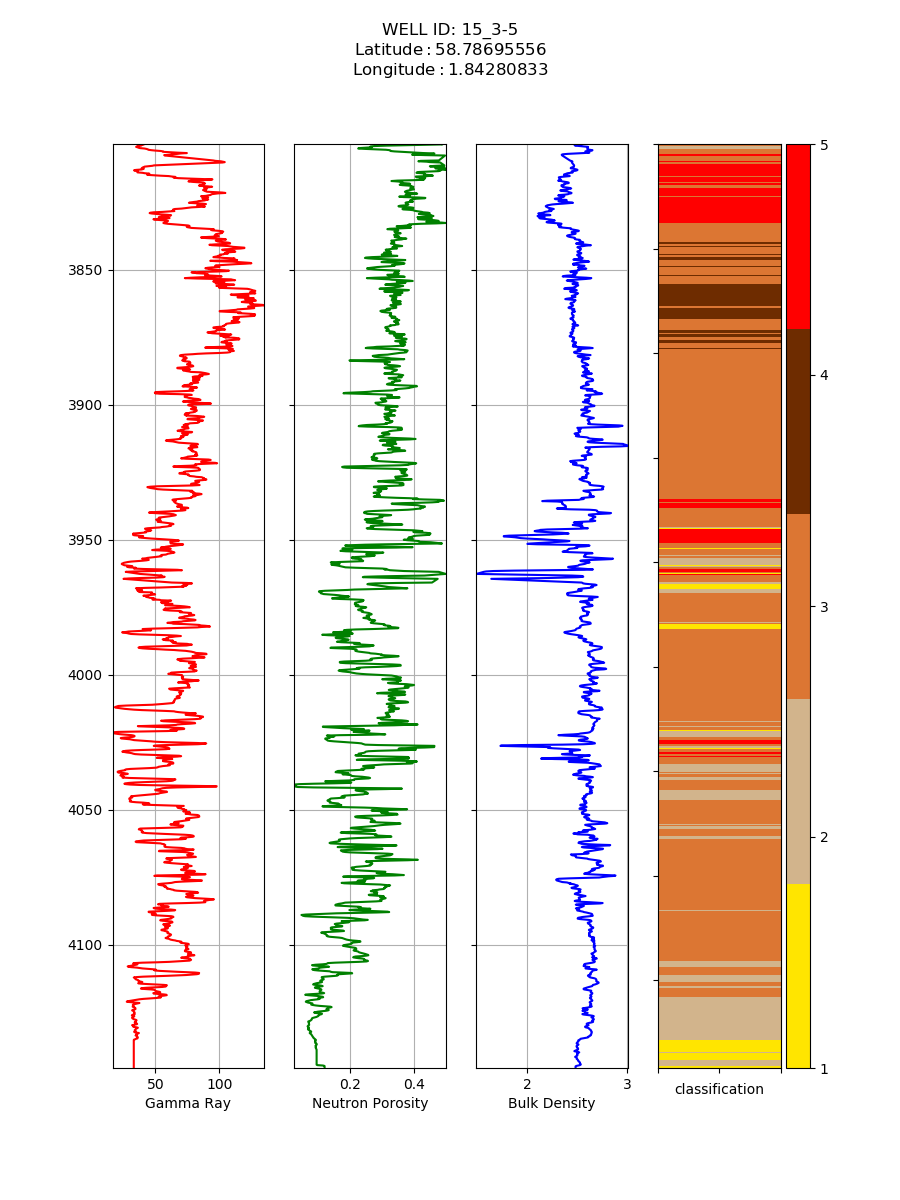 WELL ID: 15_3-5
Latitude : 58.78695556
Longitude : 1.84280833
3850
3900
3950
4000
4050
4100
50 100
Gamma Ray
0.2 0.4
Neutron Porosity
2 3
Bulk Density
classification
5
4
3
2
1